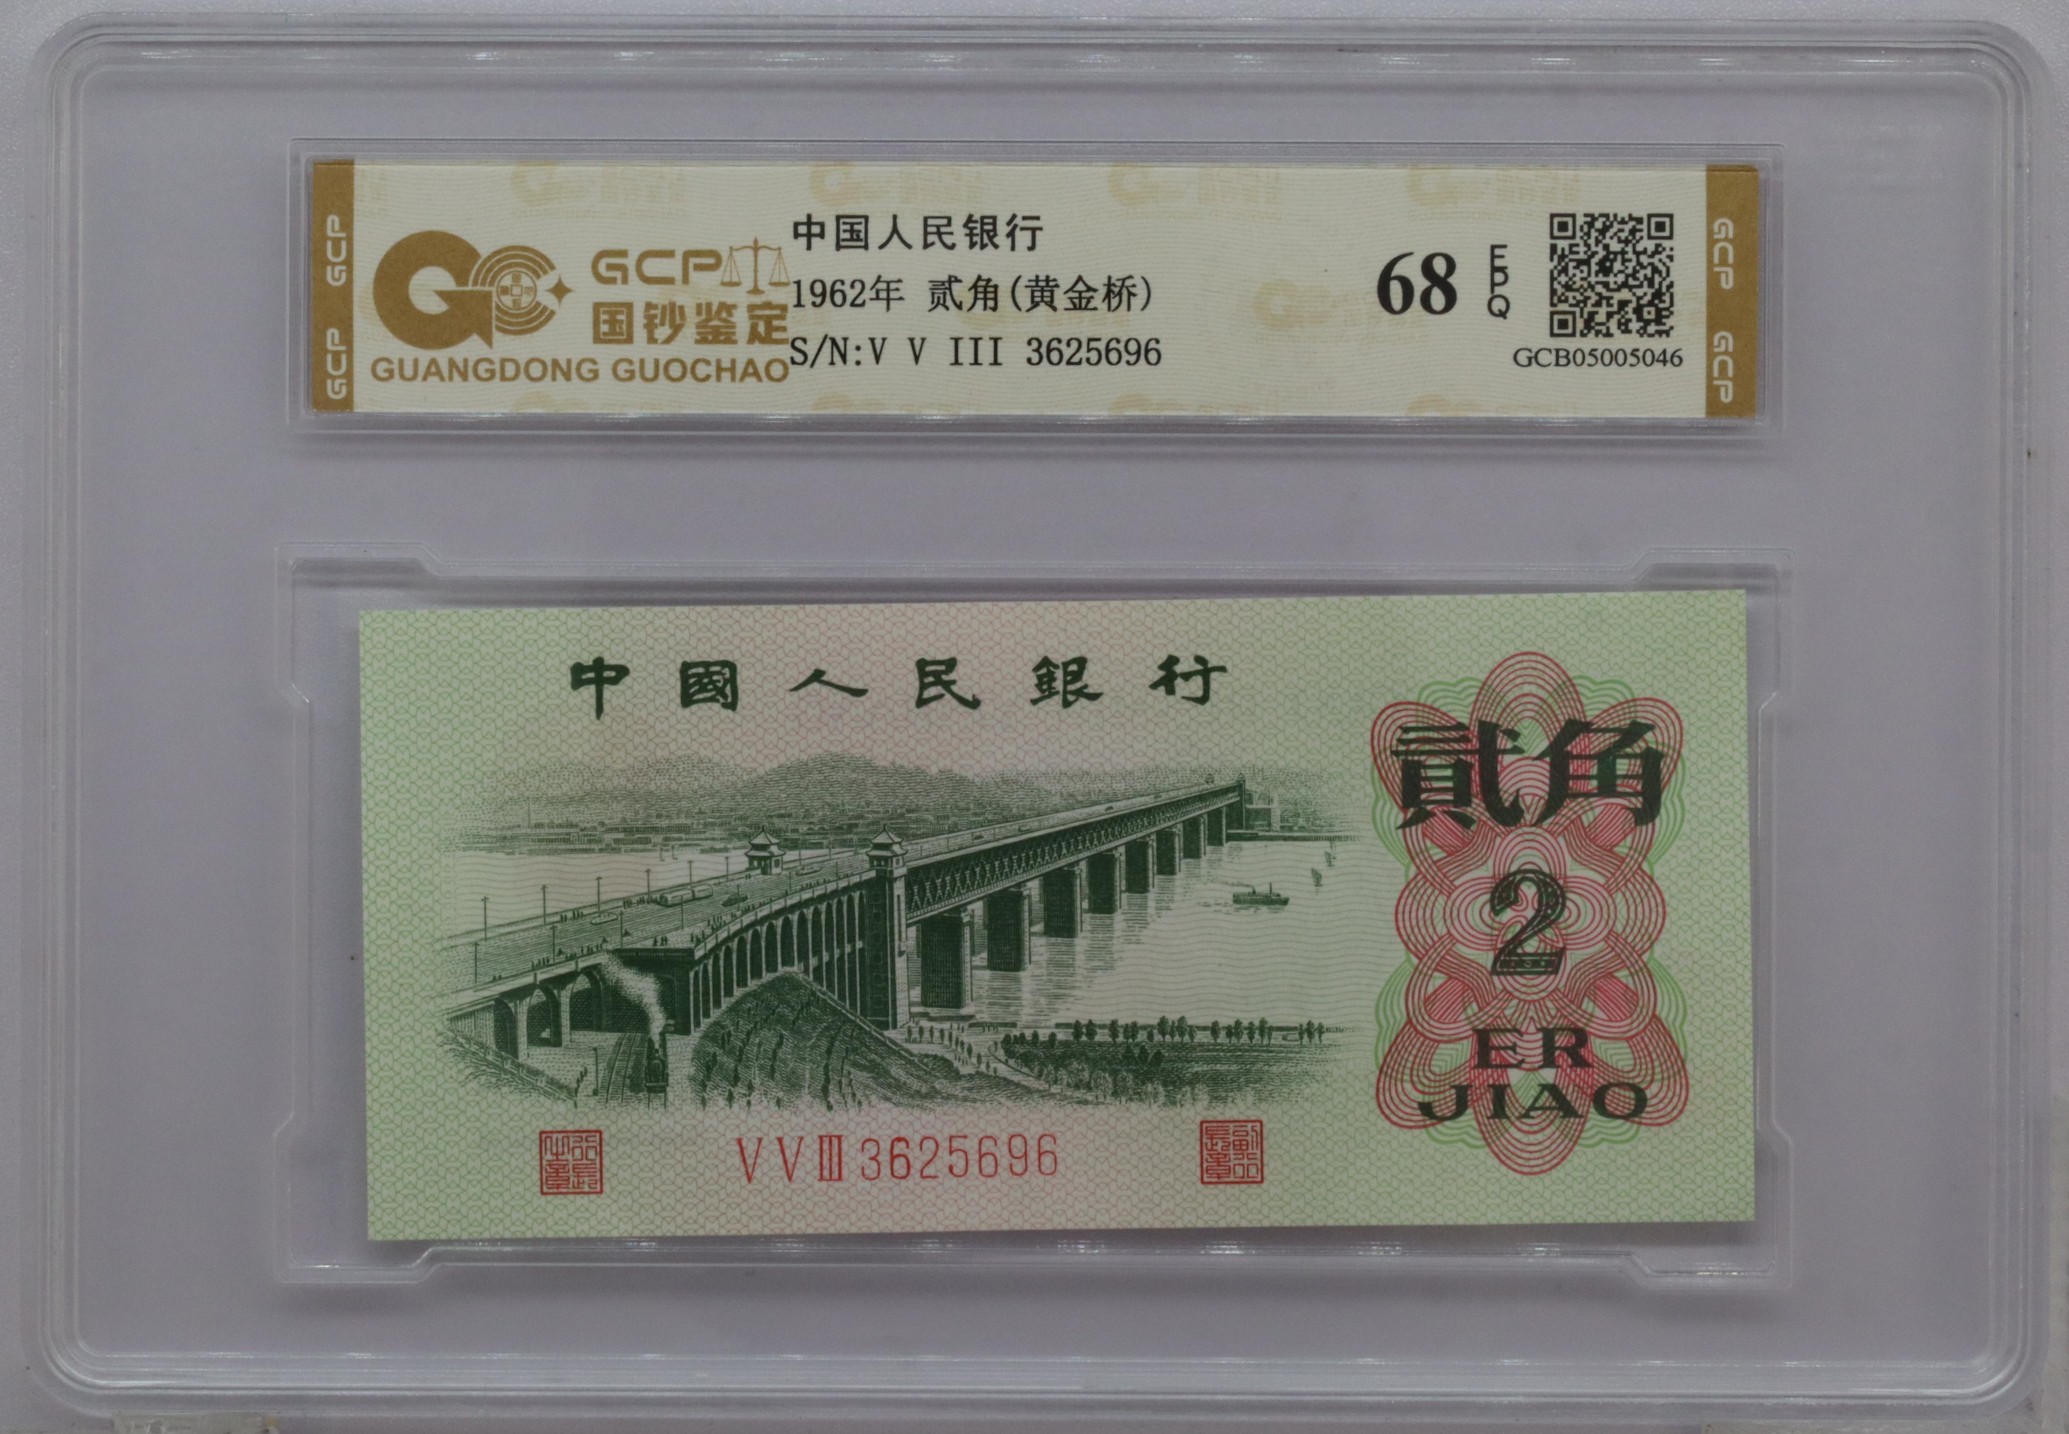 GCP
GCP
GCP
国钞鉴定
GUANGDONG GUOCHAO
中国人民银行
1962年 贰角(黄金桥)
S/N:V V III 3625696
68
EPQ
GCB05005046
GCP
GCP
中國人民銀行
貳角
2
ER
JIAO
VVⅢ3625696